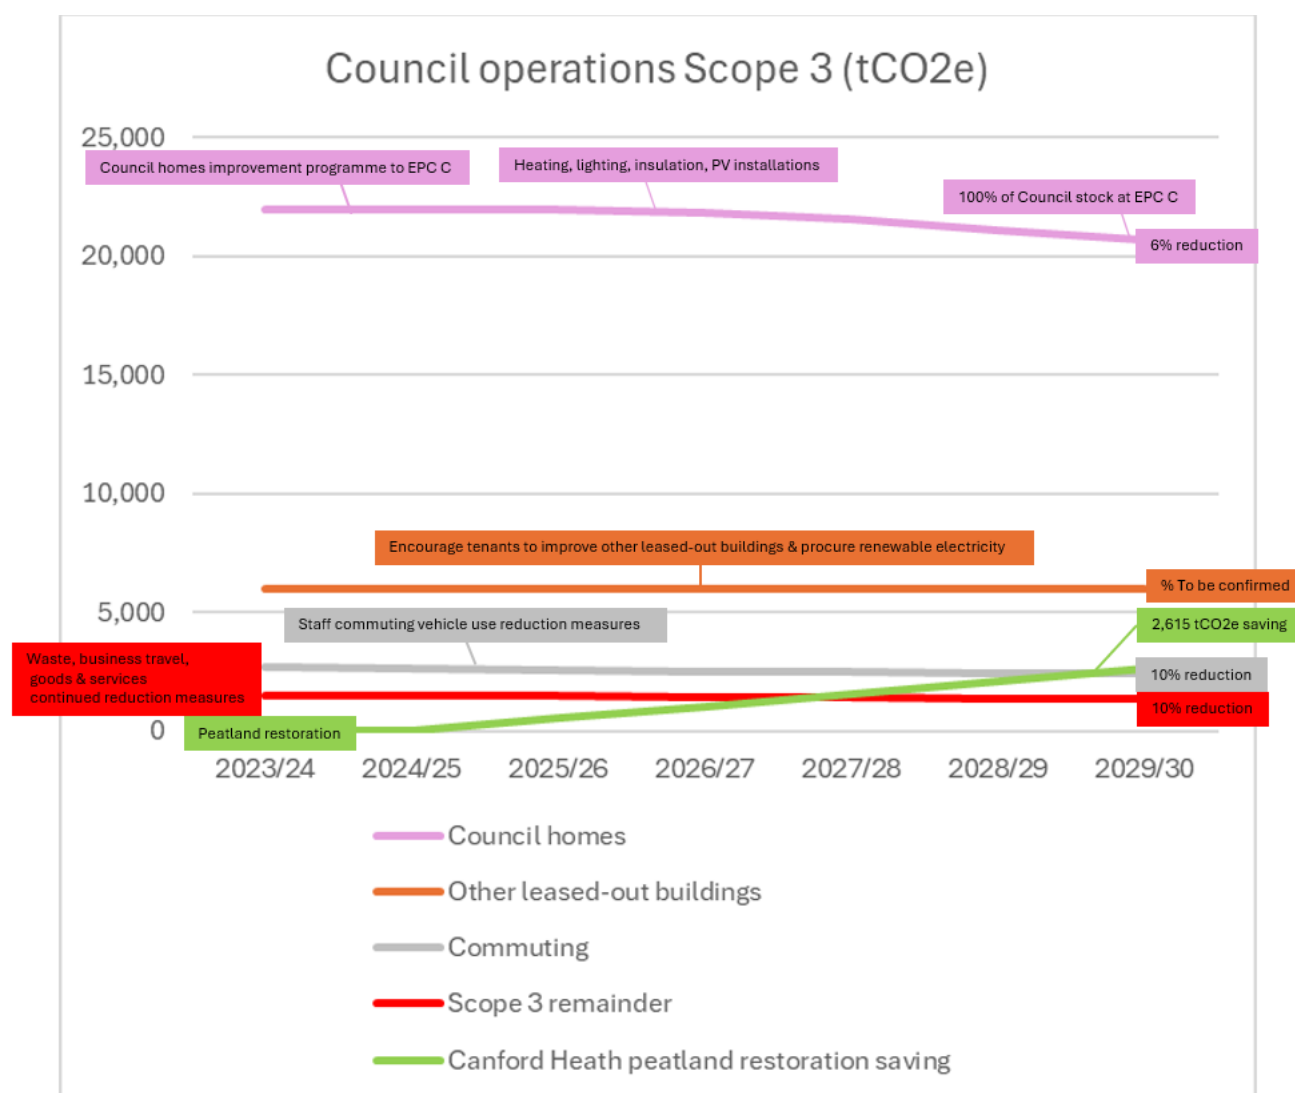 Council operations Scope 3 (tCO2e)
25,000
Council homes improvement programme to EPC C
Heating, lighting, insulation, PV installations
100% of Council stock at EPC C
6% reduction
20,000
15,000
10,000
Encourage tenants to improve other leased-out buildings & procure renewable electricity
% To be confirmed
5,000
Staff commuting vehicle use reduction measures
2,615 tCO2e saving
Waste, business travel,
goods & services
continued reduction measures
10% reduction
10% reduction
Peatland restoration
0
2023/24 2024/25 2025/26 2026/27 2027/28 2028/29 2029/30
Council homes
Other leased-out buildings
Commuting
Scope 3 remainder
Canford Heath peatland restoration saving